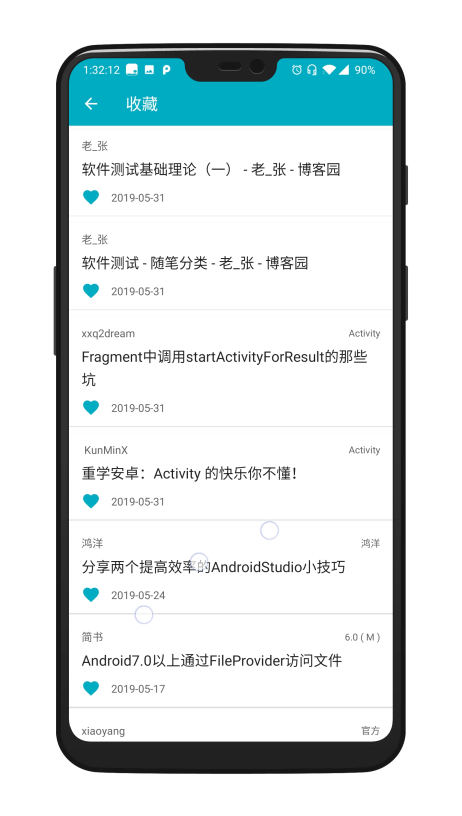 1:32:12 90%
收藏
老_张
软件测试基础理论（一） - 老_张 - 博客园
2019-05-31
老_张
软件测试 - 随笔分类 - 老_张 - 博客园
2019-05-31
xxq2dream Activity
Fragment中调用startActivityForResult的那些
坑
2019-05-31
KunMinX Activity
重学安卓：Activity 的快乐你不懂！
2019-05-31
鸿洋 鸿洋
分享两个提高效率的AndroidStudio小技巧
2019-05-24
简书 6.0 ( M )
Android7.0以上通过FileProvider访问文件
2019-05-17
xiaoyang 官方